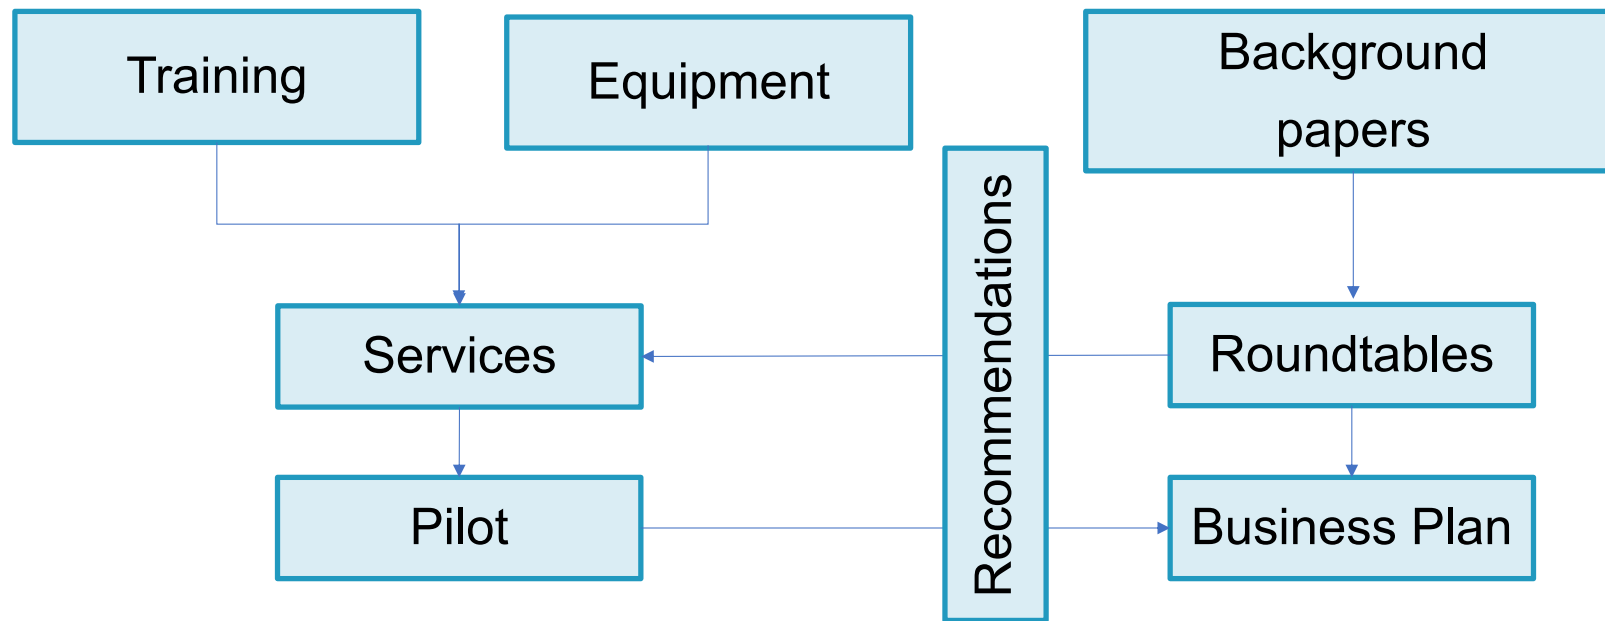 Training
Equipment
Background
papers
Recommendations
Services
Roundtables
Pilot
Business Plan